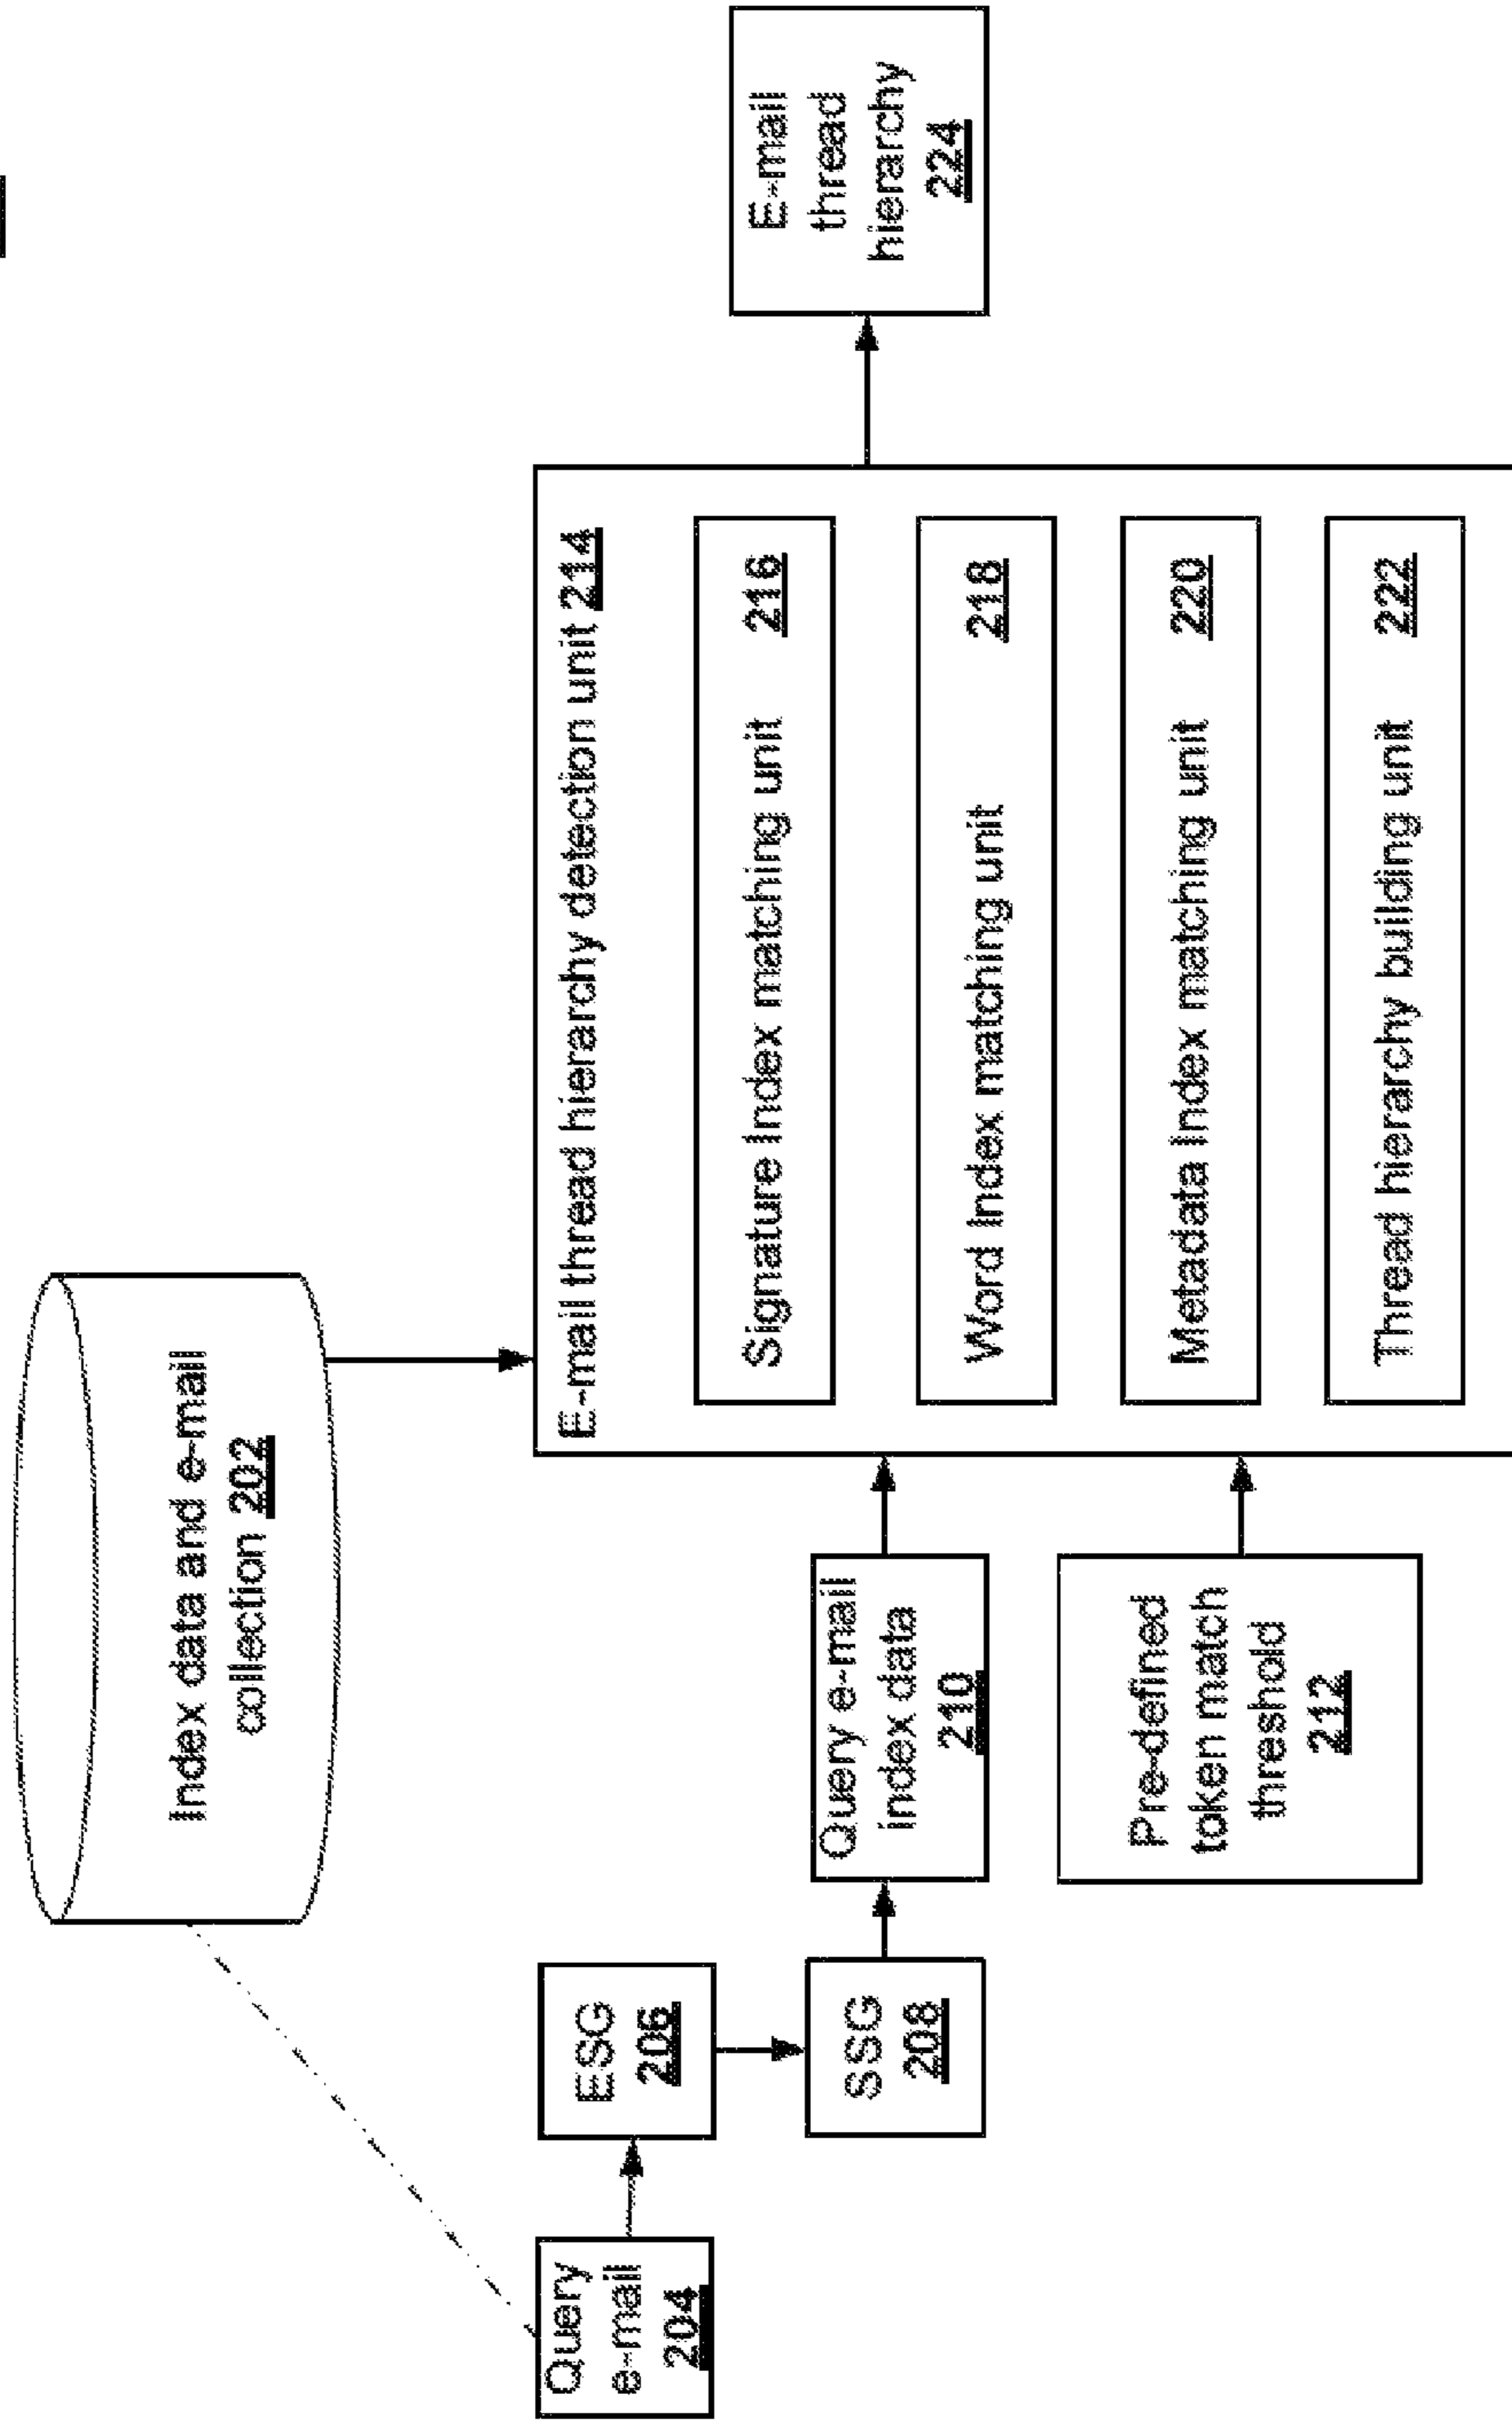 Index data and e-mail
collection 202
Query
e-mail
204
ESG
206
SSG
208
Query e-mail
index data
210
Pre-defined
token match
threshold
212
E-mail thread hierarchy detection unit 214
Signature Index matching unit 216
Word Index matching unit 218
Metadata Index matching unit 220
Thread hierarchy building unit 222
E-mail
thread
hierarchy
224